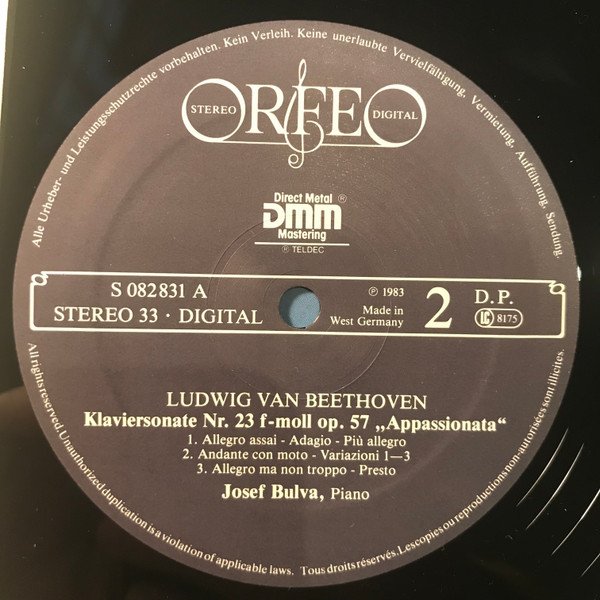 Alle Urheber- und Leistungsschutzrechte vorbehalten. Kein Verleih. Keine unerlaubte Vervielfältigung, Vermietung, Aufführung, Sendung.
ORFEO
STEREO
DIGITAL
Direct Metal ®
DMM
Mastering
® TELDEC
S 082831 A
STEREO 33 · DIGITAL
℗ 1983
Made in
West Germany
2
D.P.
LC 8175
LUDWIG VAN BEETHOVEN
Klaviersonate Nr. 23 f-moll op. 57 „Appassionata“
1. Allegro assai - Adagio - Più allegro
2. Andante con moto - Variazioni 1—3
3. Allegro ma non troppo - Presto
Josef Bulva, Piano
All rights reserved. Unauthorized duplication is a violation of applicable laws. Tous droits réservés. Les copies ou reproductions non-autorisées sont illicites.